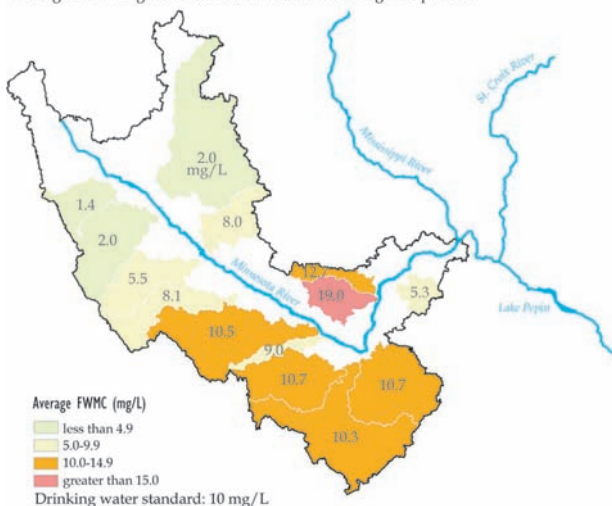 St. Croix River
Mississippi River
2.0
mg/L
1.4
8.0
2.0
5.5
Minnesota River
12.7
19.0
5.3
8.1
Lake Pepin
10.5
9.0
10.7
10.7
10.3
Average FWMC (mg/L)
less than 4.9
5.0-9.9
10.0-14.9
greater than 15.0
Drinking water standard: 10 mg/L